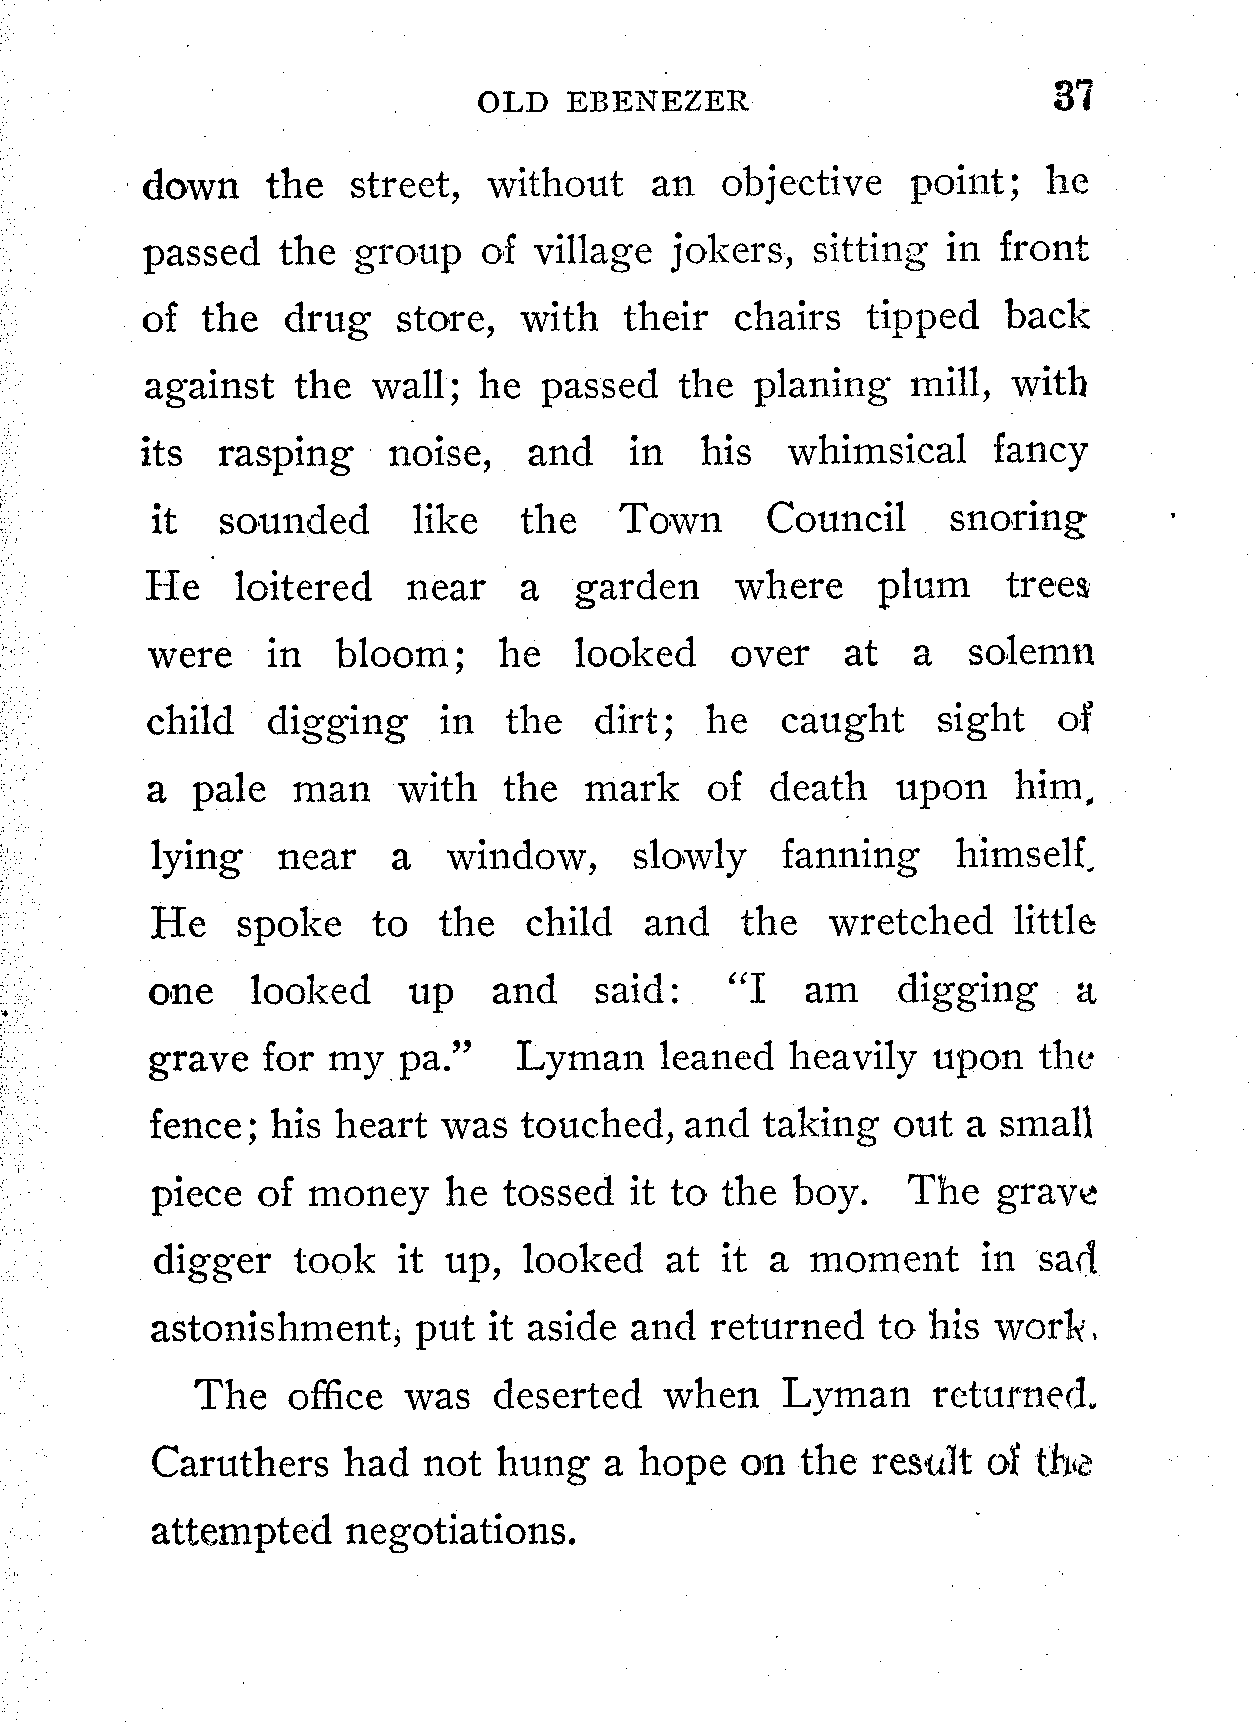 OLD EBENEZER 37
down the street, without an objective point; he
passed the group of village jokers, sitting in front
of the drug store, with their chairs tipped back
against the wall; he passed the planing mill, with
its rasping noise, and in his whimsical fancy
it sounded like the Town Council snoring
He loitered near a garden where plum trees
were in bloom; he looked over at a solemn
child digging in the dirt; he caught sight of
a pale man with the mark of death upon him,
lying near a window, slowly fanning himself.
He spoke to the child and the wretched little
one looked up and said: “I am digging a
grave for my pa.” Lyman leaned heavily upon the
fence; his heart was touched, and taking out a small
piece of money he tossed it to the boy. The grave
digger took it up, looked at it a moment in sad
astonishment, put it aside and returned to his work.
The office was deserted when Lyman returned.
Caruthers had not hung a hope on the result of the
attempted negotiations.